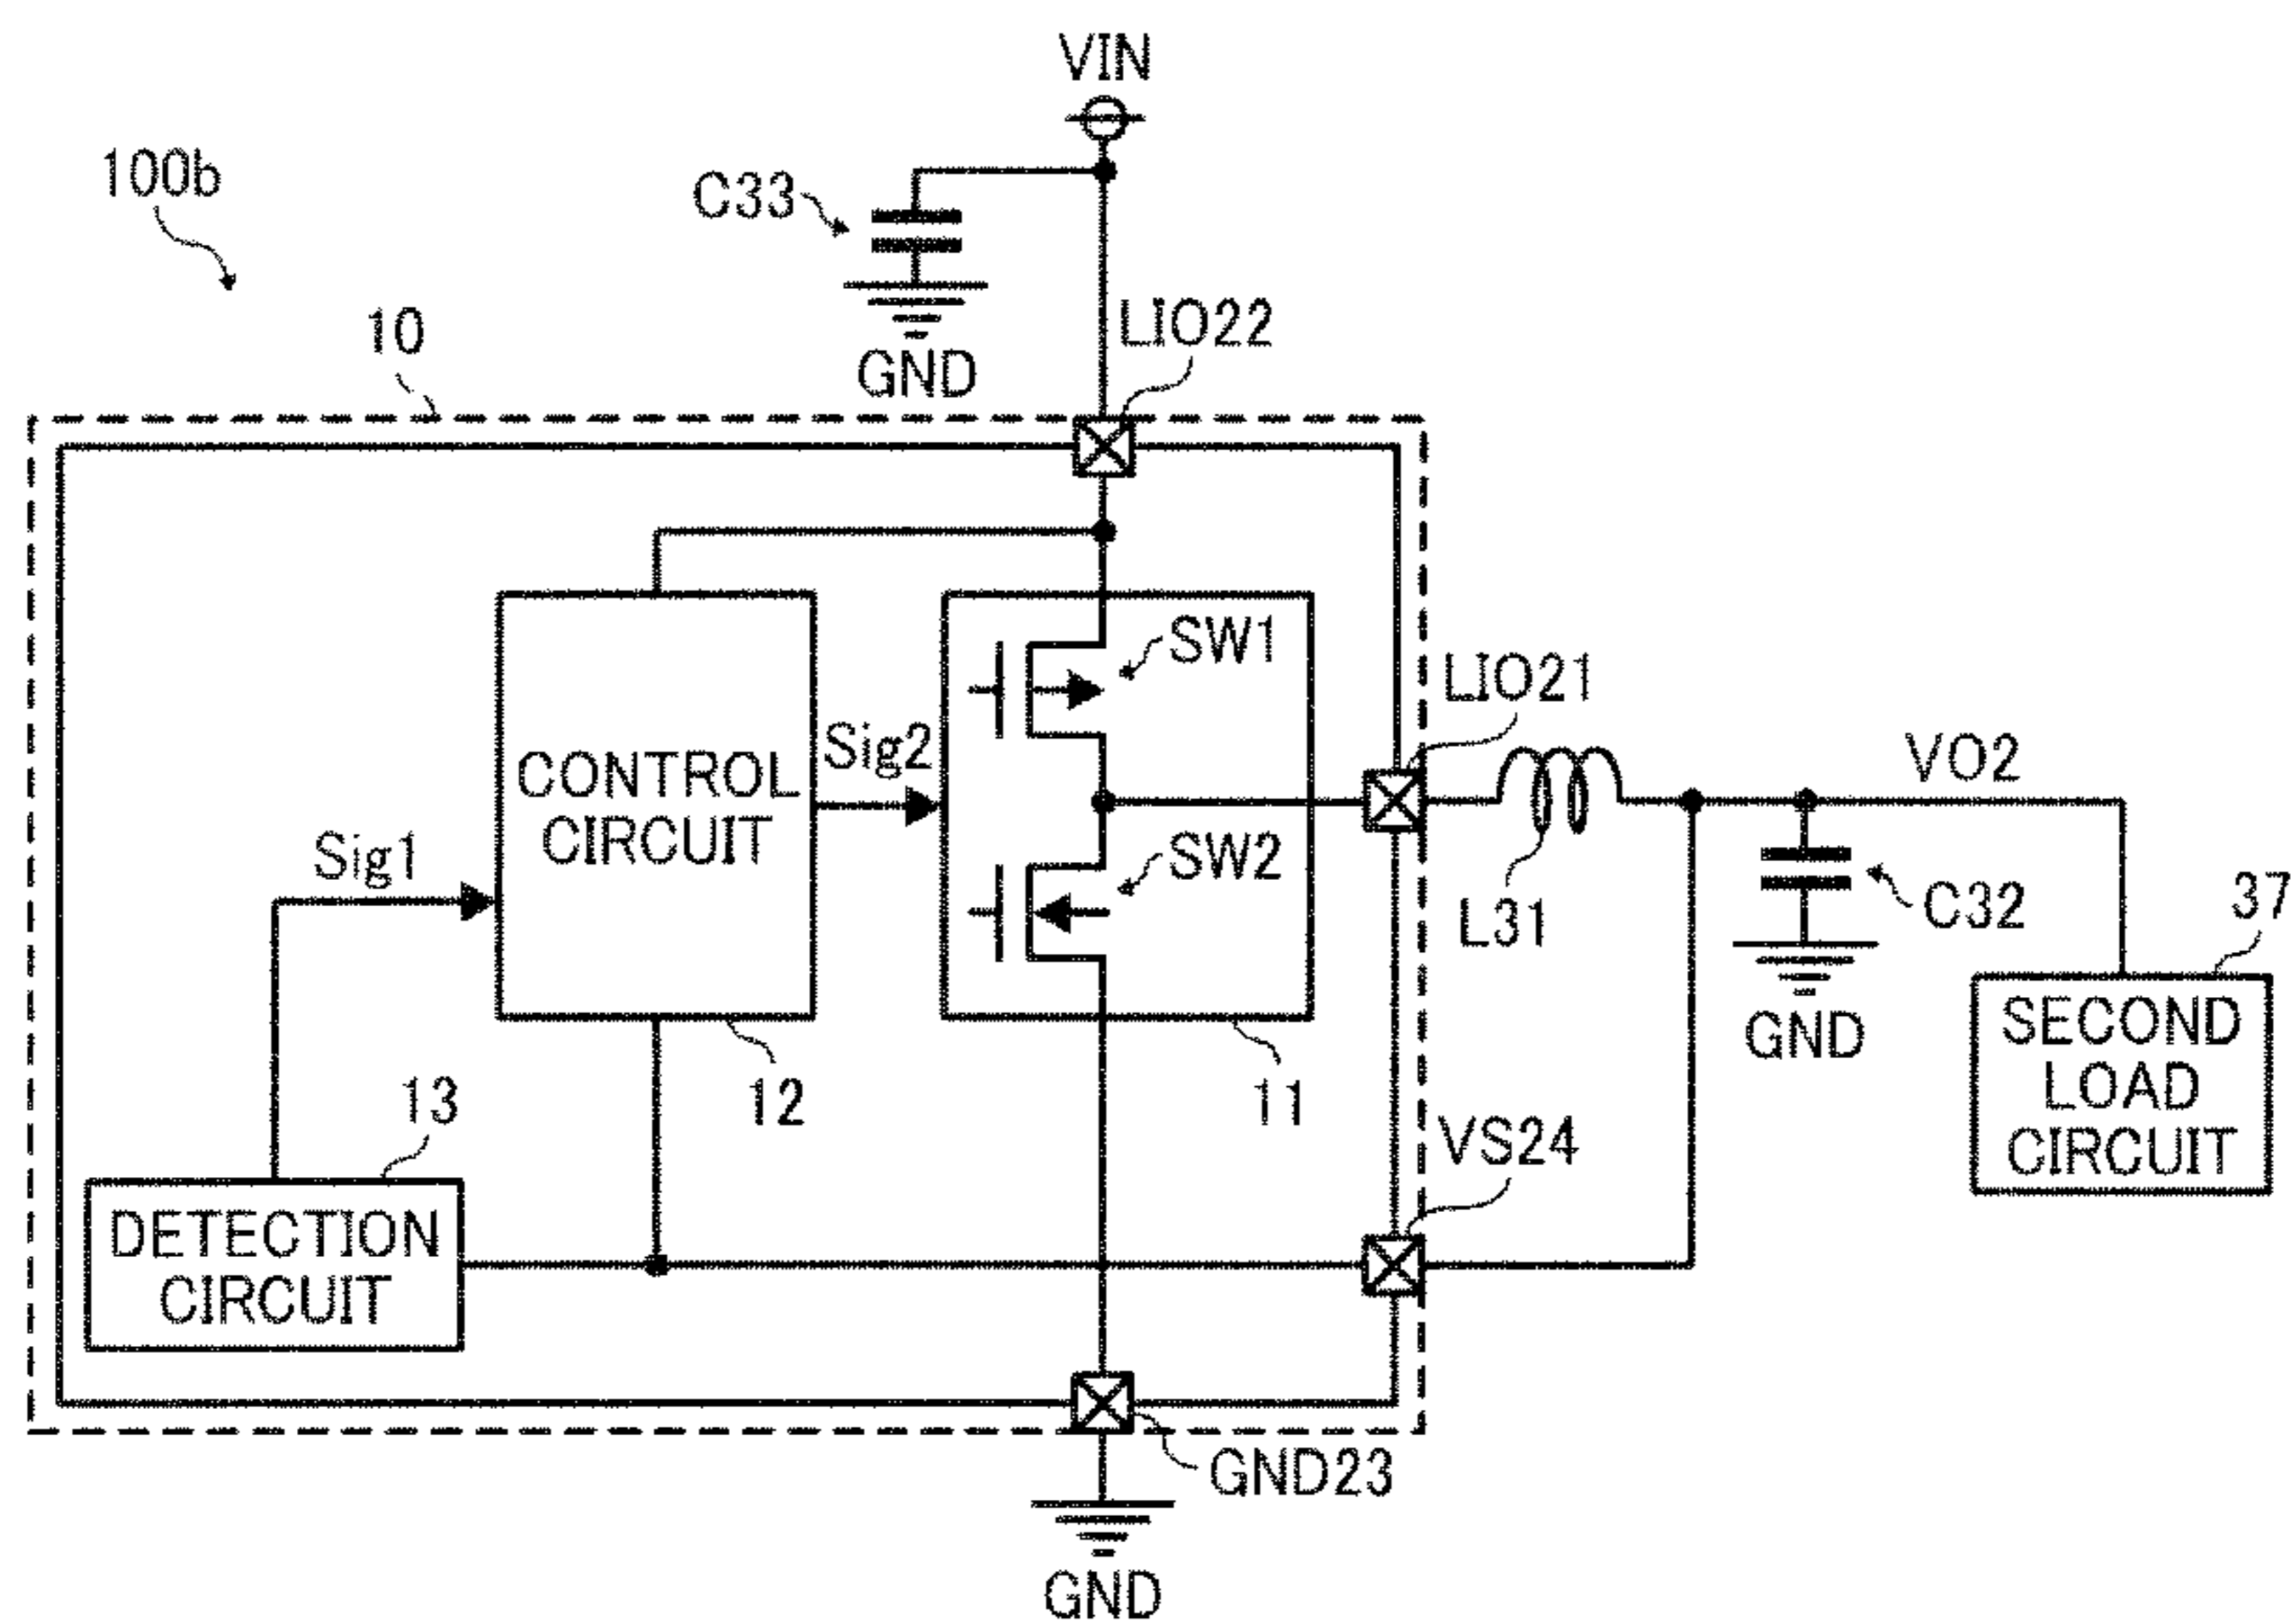 VIN
100b
C33
10
LIO22
GND
SW1
LIO21
Sig2
VO2
CONTROL
CIRCUIT
Sig1
SW2
L31
C32
37
GND
SECOND
LOAD
CIRCUIT
13
12
11
VS24
DETECTION
CIRCUIT
GND23
GND